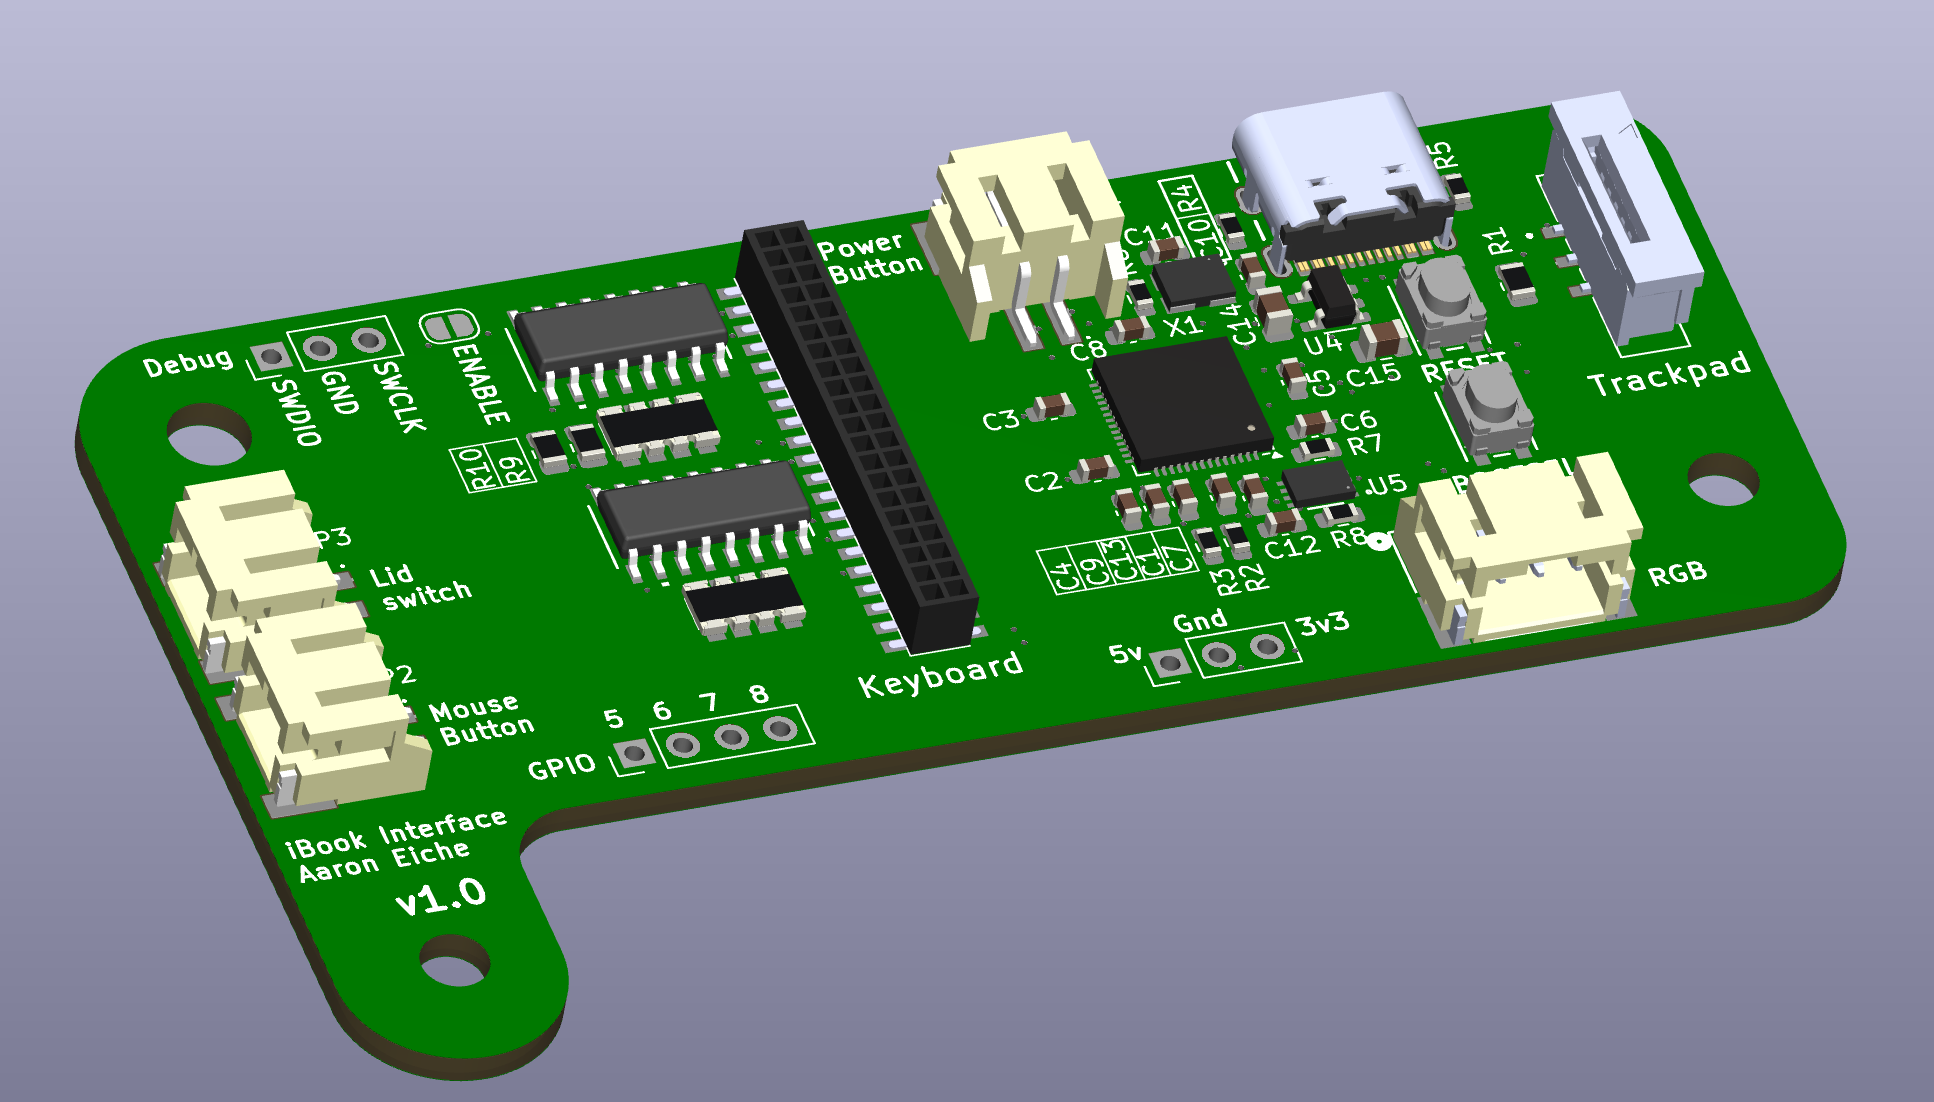 Debug
SWDIO
GND
SWCLK
ENABLE
R10
R9
Power
Button
C11
R4
C10
X1
C8
C14
U4
C15
C5
R5
R1
RESET
Trackpad
C3
C2
C6
R7
U5
R8
C12
C4
C9
C13
C1
C7
R3
R2
RGB
Lid
switch
Mouse
Button
Keyboard
5v
Gnd
3v3
GPIO
5 6 7 8
iBook Interface
Aaron Eiche
v1.0